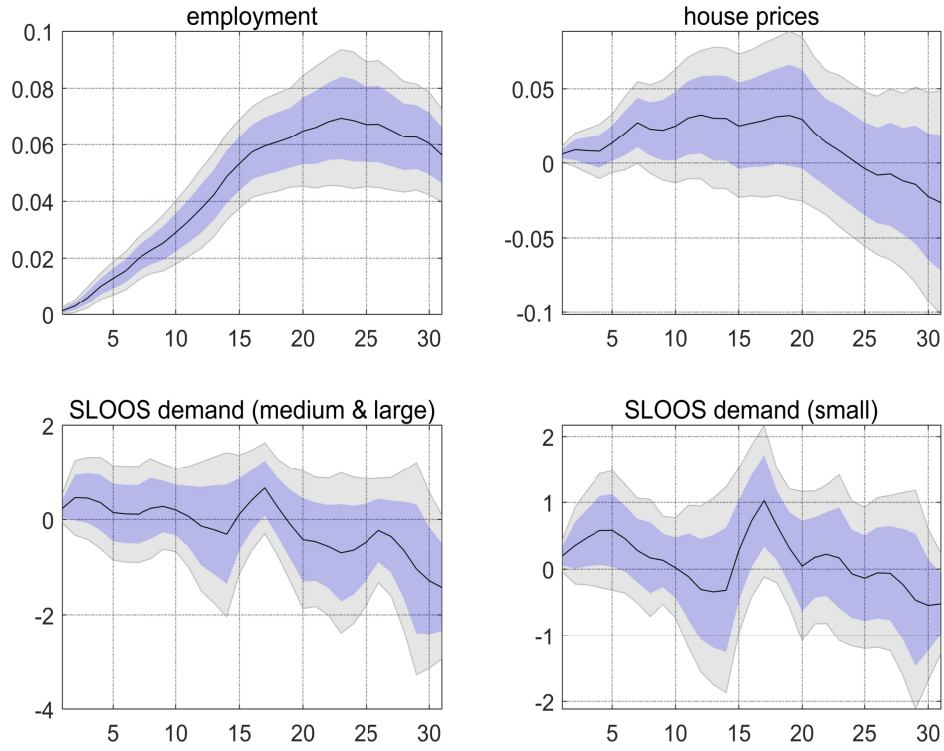 employment
0.1
0.08
0.06
0.04
0.02
0
5 10 15 20 25 30
house prices
0.05
0
-0.05
-0.1
5 10 15 20 25 30
SLOOS demand (medium & large)
2
0
-2
-4
5 10 15 20 25 30
SLOOS demand (small)
2
1
0
-1
-2
5 10 15 20 25 30